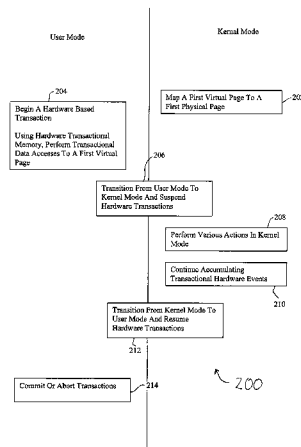 User Mode
Kernel Mode
Map A First Virtual Page To A
First Physical Page
204
Begin A Hardware Based
Transaction
Using Hardware Transactional
Memory, Perform Transactional
Data Accesses To A First Virtual
Page
206
Transition From User Mode To
Kernel Mode And Suspend
Hardware Transactions
208
Perform Various Actions In Kernel
Mode
Continue Accumulating
Transactional Hardware Events
210
Transition From Kernel Mode To
User Mode And Resume
Hardware Transactions
212
200
Commit Or Abort Transactions
214